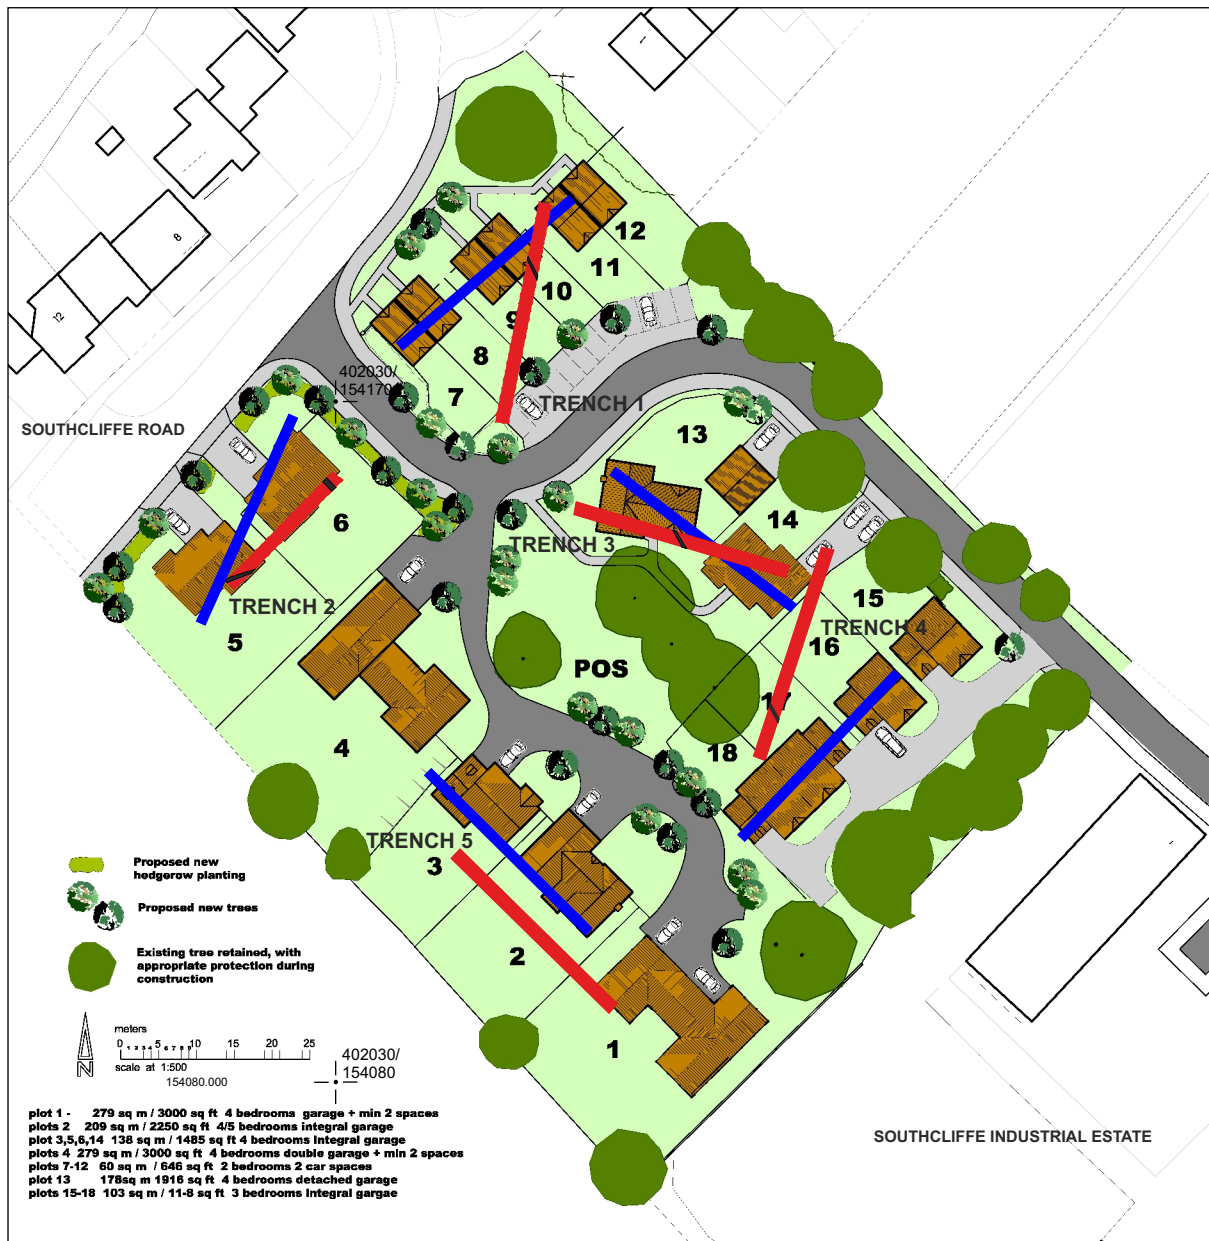 1
8
12
12
11
10
9
8
7
402030/
154170
TRENCH 1
SOUTHCLIFFE ROAD
13
6
14
TRENCH 3
TRENCH 2
5
15
TRENCH 4
16
POS
17
18
4
TRENCH 5
3
Proposed new
hedgerow planting
Proposed new trees
2
Existing tree retained, with
appropriate protection during
construction
1
meters
0 1 2 3 4 5 6 7 8 9 10 15 20 25
scale at 1:500
154080.000
N
402030/
154080
plot 1 - 279 sq m / 3000 sq ft 4 bedrooms garage + min 2 spaces
plots 2 209 sq m / 2250 sq ft 4/5 bedrooms integral garage
plot 3,5,6,14 138 sq m / 1485 sq ft 4 bedrooms integral garage
plots 4 279 sq m / 3000 sq ft 4 bedrooms double garage + min 2 spaces
plots 7-12 60 sq m / 646 sq ft 2 bedrooms 2 car spaces
plot 13 178sq m 1916 sq ft 4 bedrooms detached garage
plots 15-18 103 sq m / 11-8 sq ft 3 bedrooms integral gargae
SOUTHCLIFFE INDUSTRIAL ESTATE